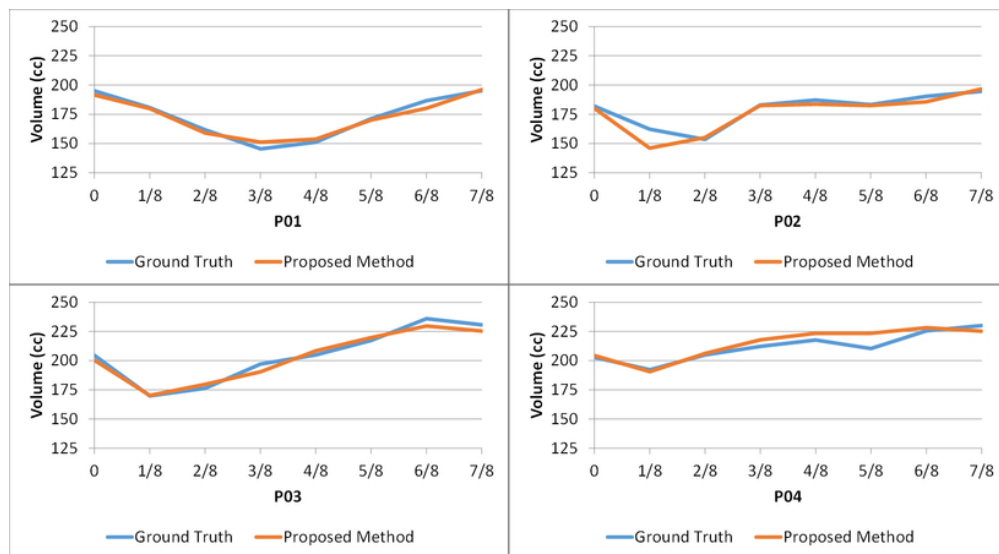 250
225
200
175
150
125
Volume (cc)
0 1/8 2/8 3/8 4/8 5/8 6/8 7/8
P01
Ground Truth Proposed Method
250
225
200
175
150
125
Volume (cc)
0 1/8 2/8 3/8 4/8 5/8 6/8 7/8
P02
Ground Truth Proposed Method
250
225
200
175
150
125
Volume (cc)
0 1/8 2/8 3/8 4/8 5/8 6/8 7/8
P03
Ground Truth Proposed Method
250
225
200
175
150
125
Volume (cc)
0 1/8 2/8 3/8 4/8 5/8 6/8 7/8
P04
Ground Truth Proposed Method